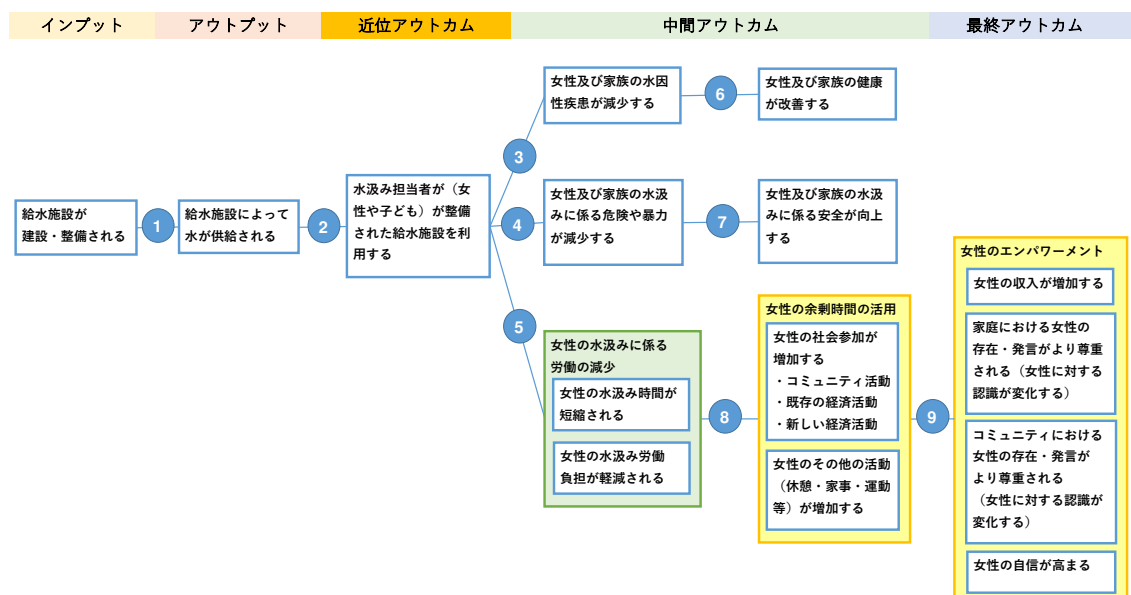 インプット
アウトプット
近位アウトカム
中間アウトカム
最終アウトカム
給水施設が
建設・整備される
1
給水施設によって
水が供給される
2
水汲み担当者が（女
性や子ども）が整備
された給水施設を利
用する
3
女性及び家族の水因
性疾患が減少する
6
女性及び家族の健康
が改善する
4
女性及び家族の水汲
みに係る危険や暴力
が減少する
7
女性及び家族の水汲
みに係る安全が向上
する
5
女性の水汲みに係る
労働の減少
女性の水汲み時間が
短縮される
女性の水汲み労働
負担が軽減される
8
女性の余剰時間の活用
女性の社会参加が
増加する
・コミュニティ活動
・既存の経済活動
・新しい経済活動
女性のその他の活動
（休憩・家事・運動
等）が増加する
9
女性のエンパワーメント
女性の収入が増加する
家庭における女性の
存在・発言がより尊重
される（女性に対する
認識が変化する）
コミュニティにおける
女性の存在・発言が
より尊重される
（女性に対する認識が
変化する）
女性の自信が高まる